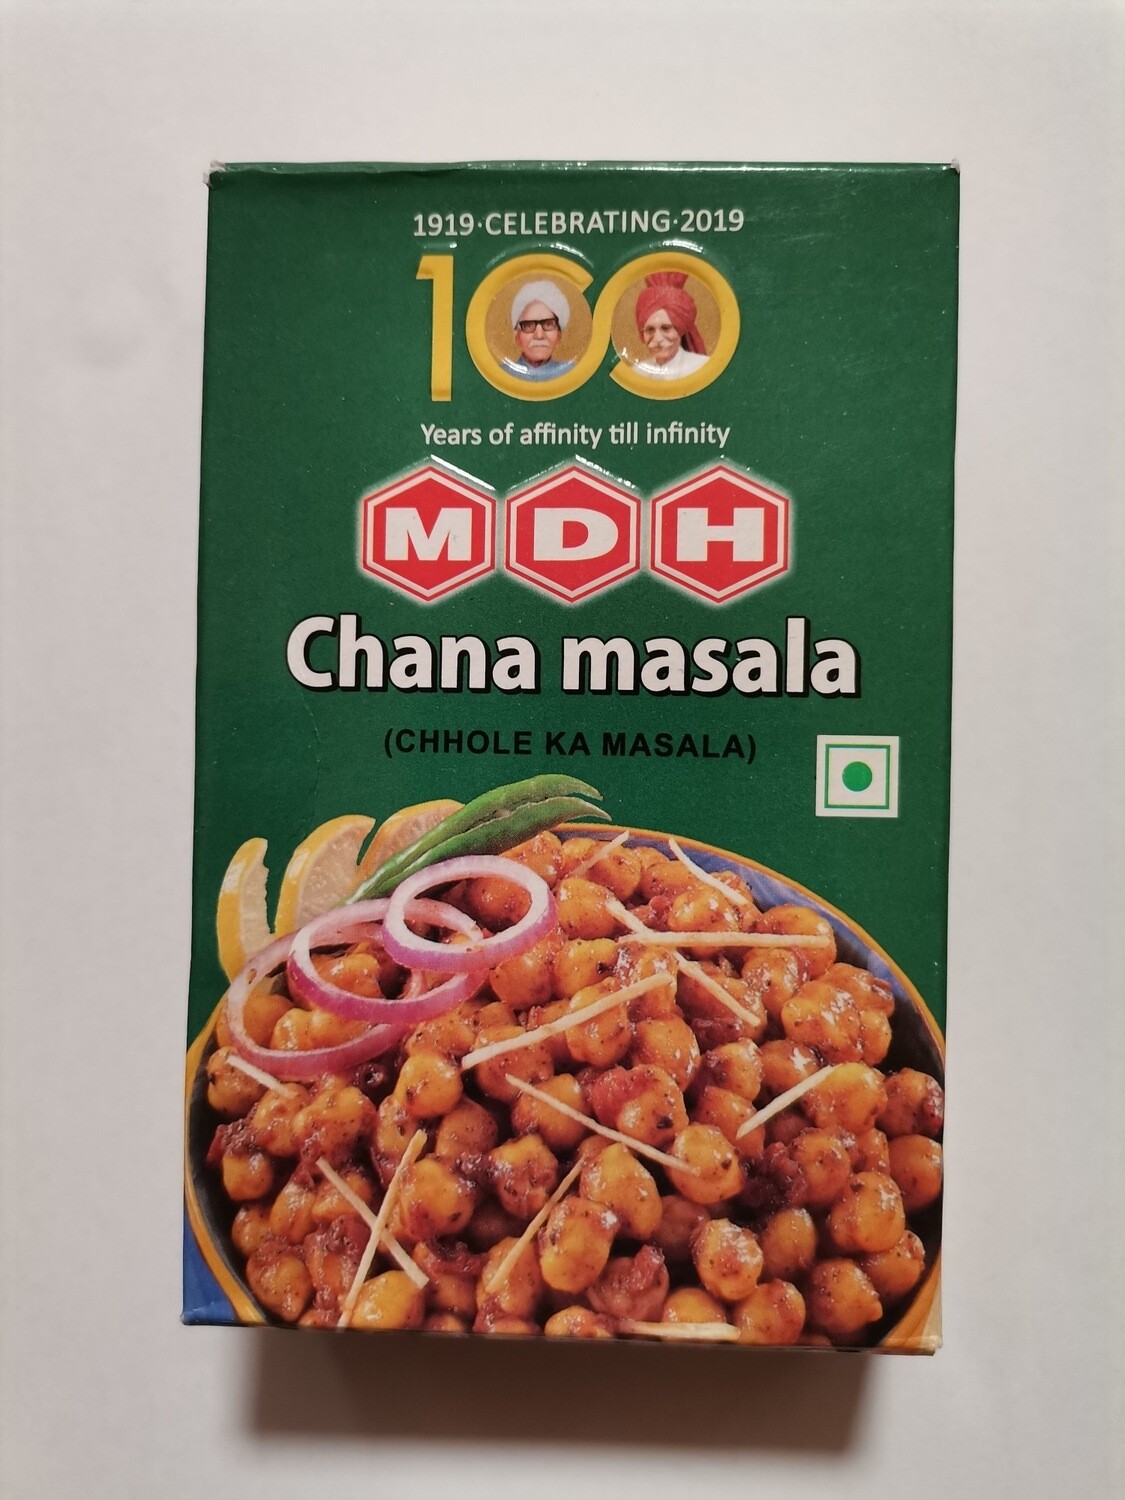 1919·CELEBRATING·2019
100
Years of affinity till infinity
MDH
Chana masala
(CHHOLE KA MASALA)